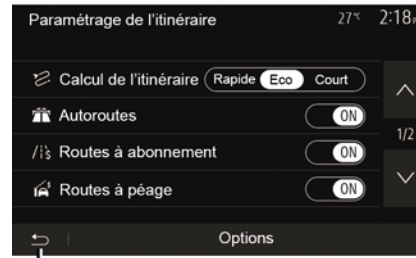 Paramétrage de l'itinéraire 27°C 2:18
Calcul de l'itinéraire Rapide Eco Court
Autoroutes ON
1/2
Routes à abonnement ON
Routes à péage ON
Options